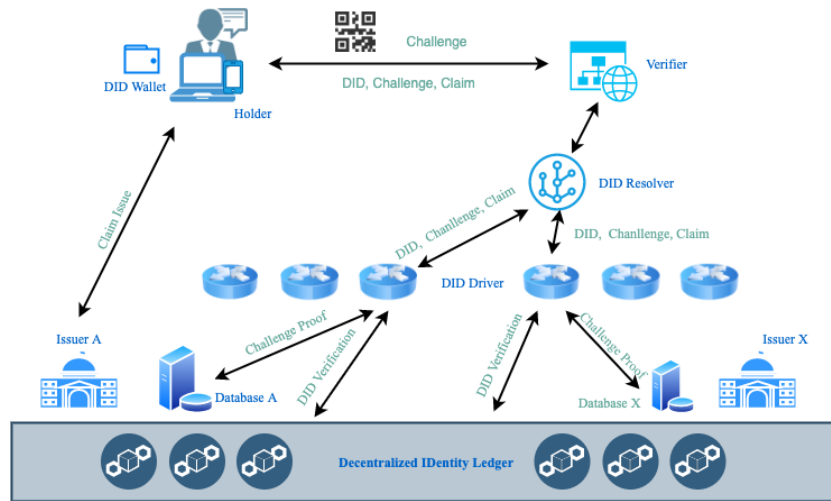 Challenge
DID Wallet
DID, Challenge, Claim
Verifier
Holder
DID Resolver
Claim Issue
DID, Chanllenge, Claim
DID, Chanllenge, Claim
DID Driver
Issuer A
Challenge Proof
DID Verification
DID Verification
Challenge Proof
Issuer X
Database A
Database X
Decentralized IDentity Ledger